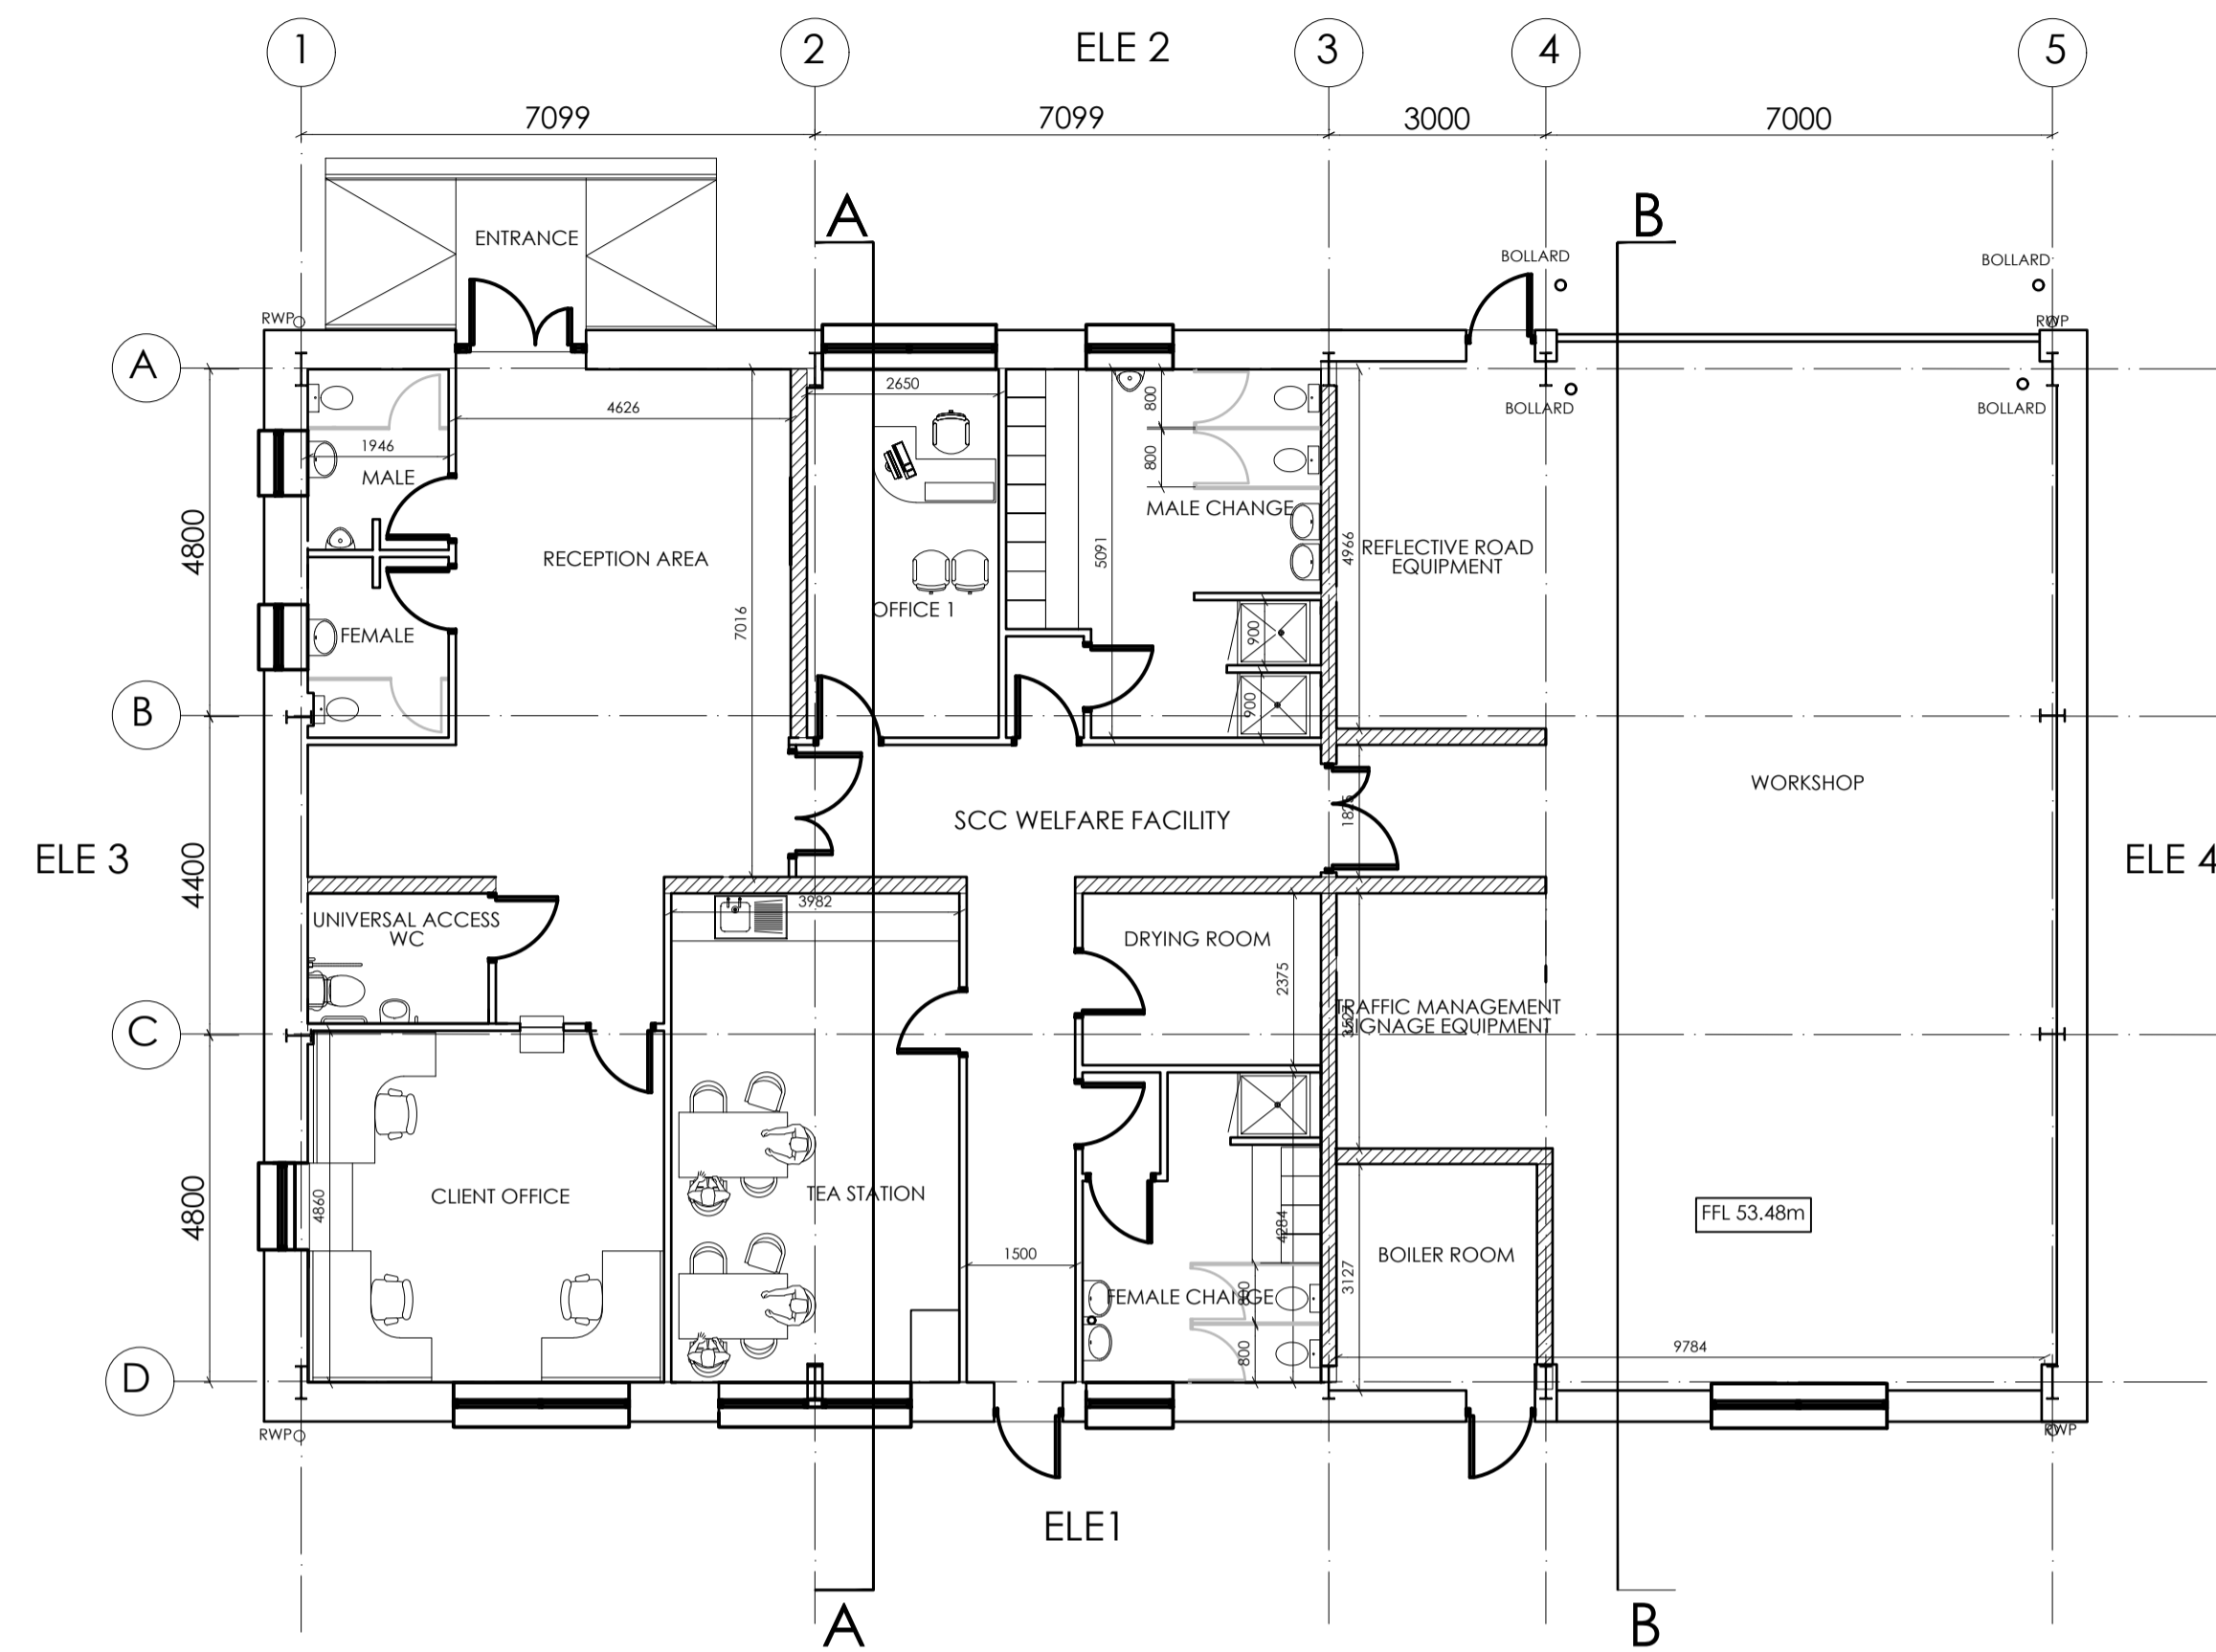 1
2
ELE 2
3
4
5
7099
7099
3000
7000
A
B
ENTRANCE
BOLLARD
BOLLARD
RWP
RWP
A
2650
4626
800
BOLLARD
BOLLARD
1946
MALE
800
MALE CHANGE
4800
RECEPTION AREA
5091
4966
REFLECTIVE ROAD
EQUIPMENT
7016
OFFICE 1
FEMALE
900
B
900
WORKSHOP
SCC WELFARE FACILITY
ELE 3
ELE 4
4400
3982
UNIVERSAL ACCESS
WC
DRYING ROOM
2375
TRAFFIC MANAGEMENT
SIGNAGE EQUIPMENT
C
4800
4860
CLIENT OFFICE
TEA STATION
4284
FFL 53.48m
1500
BOILER ROOM
3127
FEMALE CHANGE
800
800
9784
D
RWP
RWP
ELE1
A
B